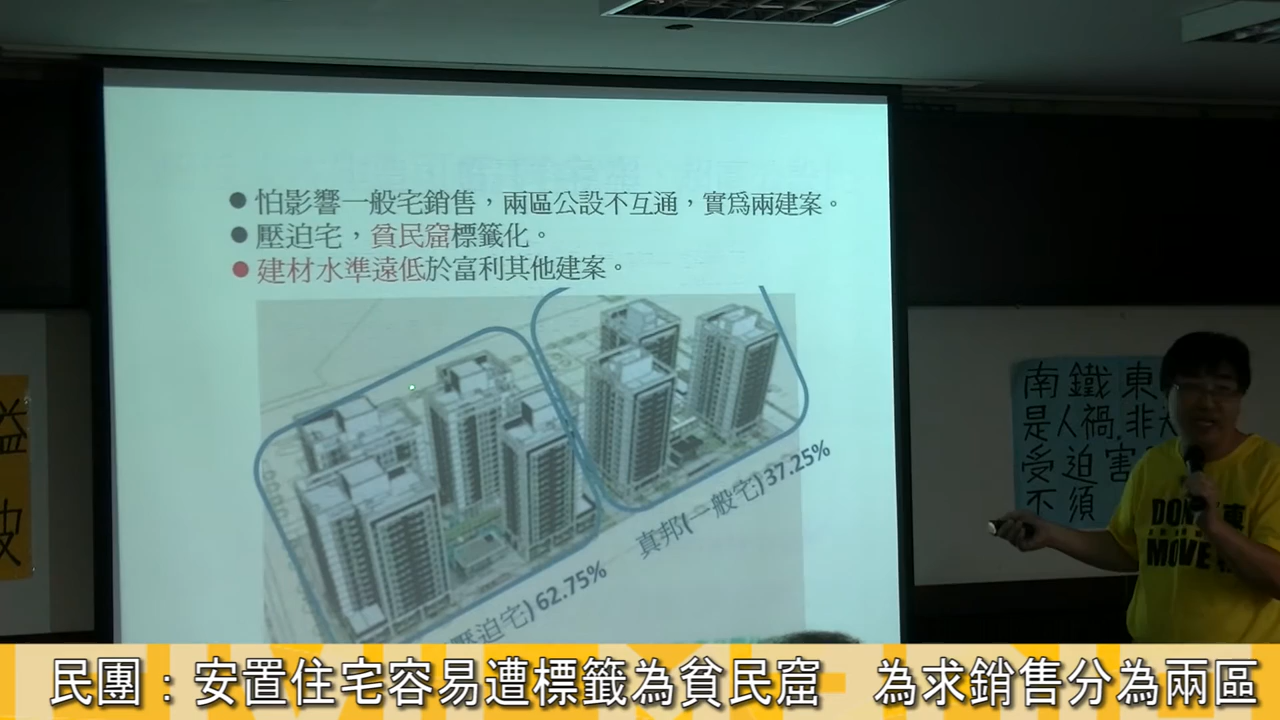 怕影響一般宅銷售，兩區公設不互通，實為兩建案。
壓迫宅，貧民窟標籤化。
建材水準遠低於富利其他建案。
真邦(一般宅)37.25%
壓迫宅)62.75%
南鐵東
是人禍,非
受迫害
不須
DON'T
MOVE
東
民團：安置住宅容易遭標籤為貧民窟　為求銷售分為兩區